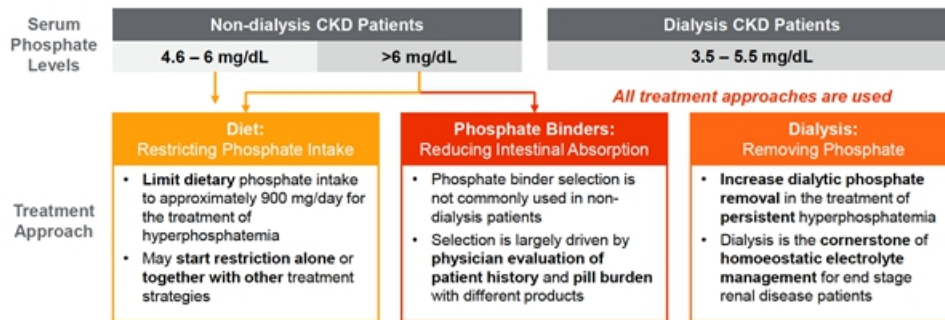 Serum
Phosphate
Levels
Non-dialysis CKD Patients
Dialysis CKD Patients
4.6 – 6 mg/dL
>6 mg/dL
3.5 – 5.5 mg/dL
All treatment approaches are used
Treatment
Approach
Diet:
Restricting Phosphate Intake
• Limit dietary phosphate intake
to approximately 900 mg/day for
the treatment of
hyperphosphatemia
• May start restriction alone or
together with other treatment
strategies
Phosphate Binders:
Reducing Intestinal Absorption
• Phosphate binder selection is
not commonly used in non-
dialysis patients
• Selection is largely driven by
physician evaluation of
patient history and pill burden
with different products
Dialysis:
Removing Phosphate
• Increase dialytic phosphate
removal in the treatment of
persistent hyperphosphatemia
• Dialysis is the cornerstone of
homoeostatic electrolyte
management for end stage
renal disease patients